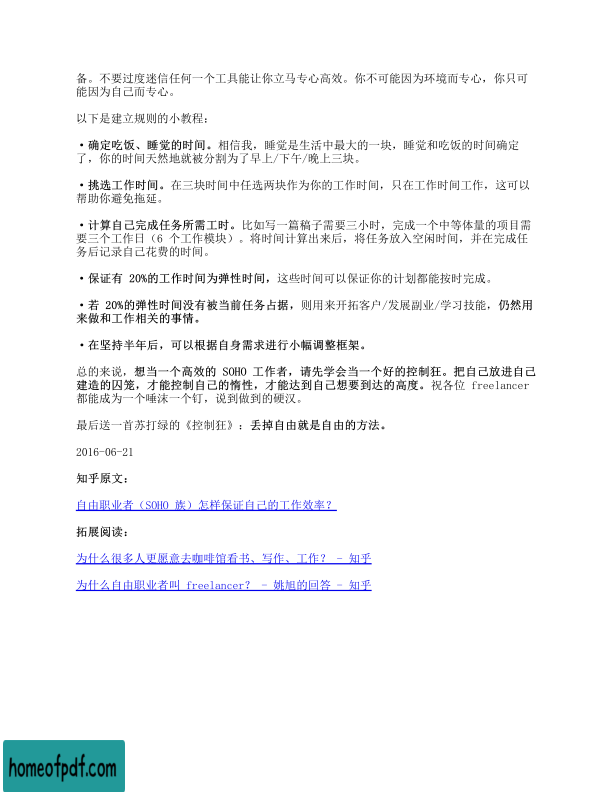 备。不要过度迷信任何一个工具能让你立马专心高效。你不可能因为环境而专心，你只可
能因为自己而专心。
以下是建立规则的小教程：
·确定吃饭、睡觉的时间。相信我，睡觉是生活中最大的一块，睡觉和吃饭的时间确定
了，你的时间天然地就被分割为了早上/下午/晚上三块。
·挑选工作时间。在三块时间中任选两块作为你的工作时间，只在工作时间工作，这可以
帮助你避免拖延。
·计算自己完成任务所需工时。比如写一篇稿子需要三小时，完成一个中等体量的项目需
要三个工作日（6 个工作模块）。将时间计算出来后，将任务放入空闲时间，并在完成任
务后记录自己花费的时间。
·保证有 20%的工作时间为弹性时间，这些时间可以保证你的计划都能按时完成。
·若 20%的弹性时间没有被当前任务占据，则用来开拓客户/发展副业/学习技能，仍然用
来做和工作相关的事情。
·在坚持半年后，可以根据自身需求进行小幅调整框架。
总的来说，想当一个高效的 SOHO 工作者，请先学会当一个好的控制狂。把自己放进自己
建造的囚笼，才能控制自己的惰性，才能达到自己想要到达的高度。祝各位 freelancer
都能成为一个唾沫一个钉，说到做到的硬汉。
最后送一首苏打绿的《控制狂》；丢掉自由就是自由的方法。
2016-06-21
知乎原文：
自由职业者（SOHO 族）怎样保证自己的工作效率？
拓展阅读：
为什么很多人更愿意去咖啡馆看书、写作、工作？ - 知乎
为什么自由职业者叫 freelancer？ - 姚旭的回答 - 知乎
homeofpdf.com